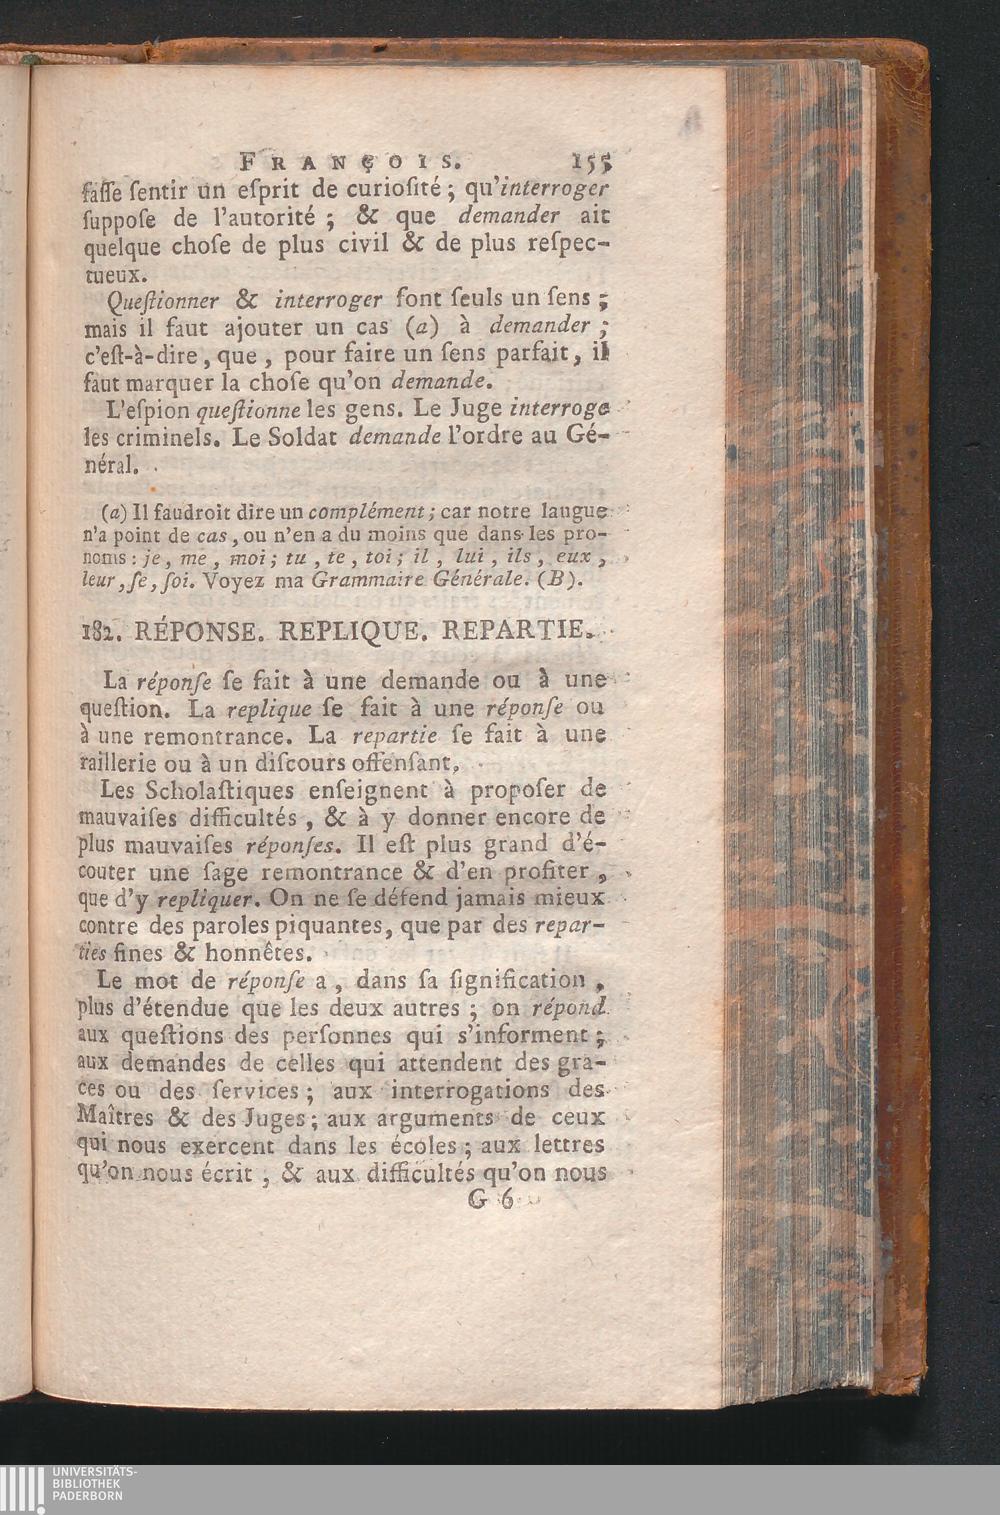 FRANÇOIS. 155
faſſe ſentir un eſprit de curioſité ; qu'interroger
ſuppoſe de l'autorité ; & que demander ait
quelque choſe de plus civil & de plus reſpec-
tueux.
Queſtionner & interroger font ſeuls un ſens ;
mais il faut ajouter un cas (a) à demander ;
c'eſt-à-dire, que, pour faire un ſens parfait, il
faut marquer la choſe qu'on demande.
L'eſpion queſtionne les gens. Le Juge interroge
les criminels. Le Soldat demande l'ordre au Gé-
néral.
(a) Il faudroit dire un complément ; car notre langue
n'a point de cas, ou n'en a du moins que dans les pro-
noms : je, me, moi ; tu, te, toi ; il, lui, ils, eux,
leur, ſe, ſoi. Voyez ma Grammaire Générale. (B).
182. RÉPONSE. REPLIQUE. REPARTIE.
La réponſe ſe fait à une demande ou à une
queſtion. La replique ſe fait à une réponſe ou
à une remontrance. La repartie ſe fait à une
raillerie ou à un diſcours offenſant.
Les Scholaſtiques enſeignent à propoſer de
mauvaiſes difficultés, & à y donner encore de
plus mauvaiſes réponſes. Il eſt plus grand d'é-
couter une ſage remontrance & d'en profiter,
que d'y repliquer. On ne ſe défend jamais mieux
contre des paroles piquantes, que par des repar-
ties fines & honnêtes.
Le mot de réponſe a, dans ſa ſignification,
plus d'étendue que les deux autres ; on répond
aux queſtions des perſonnes qui s'informent ;
aux demandes de celles qui attendent des gra-
ces ou des ſervices ; aux interrogations des
Maîtres & des Juges ; aux arguments de ceux
qui nous exercent dans les écoles ; aux lettres
qu'on nous écrit, & aux difficultés qu'on nous
G 6
UNIVERSITÄTS-
BIBLIOTHEK
PADERBORN